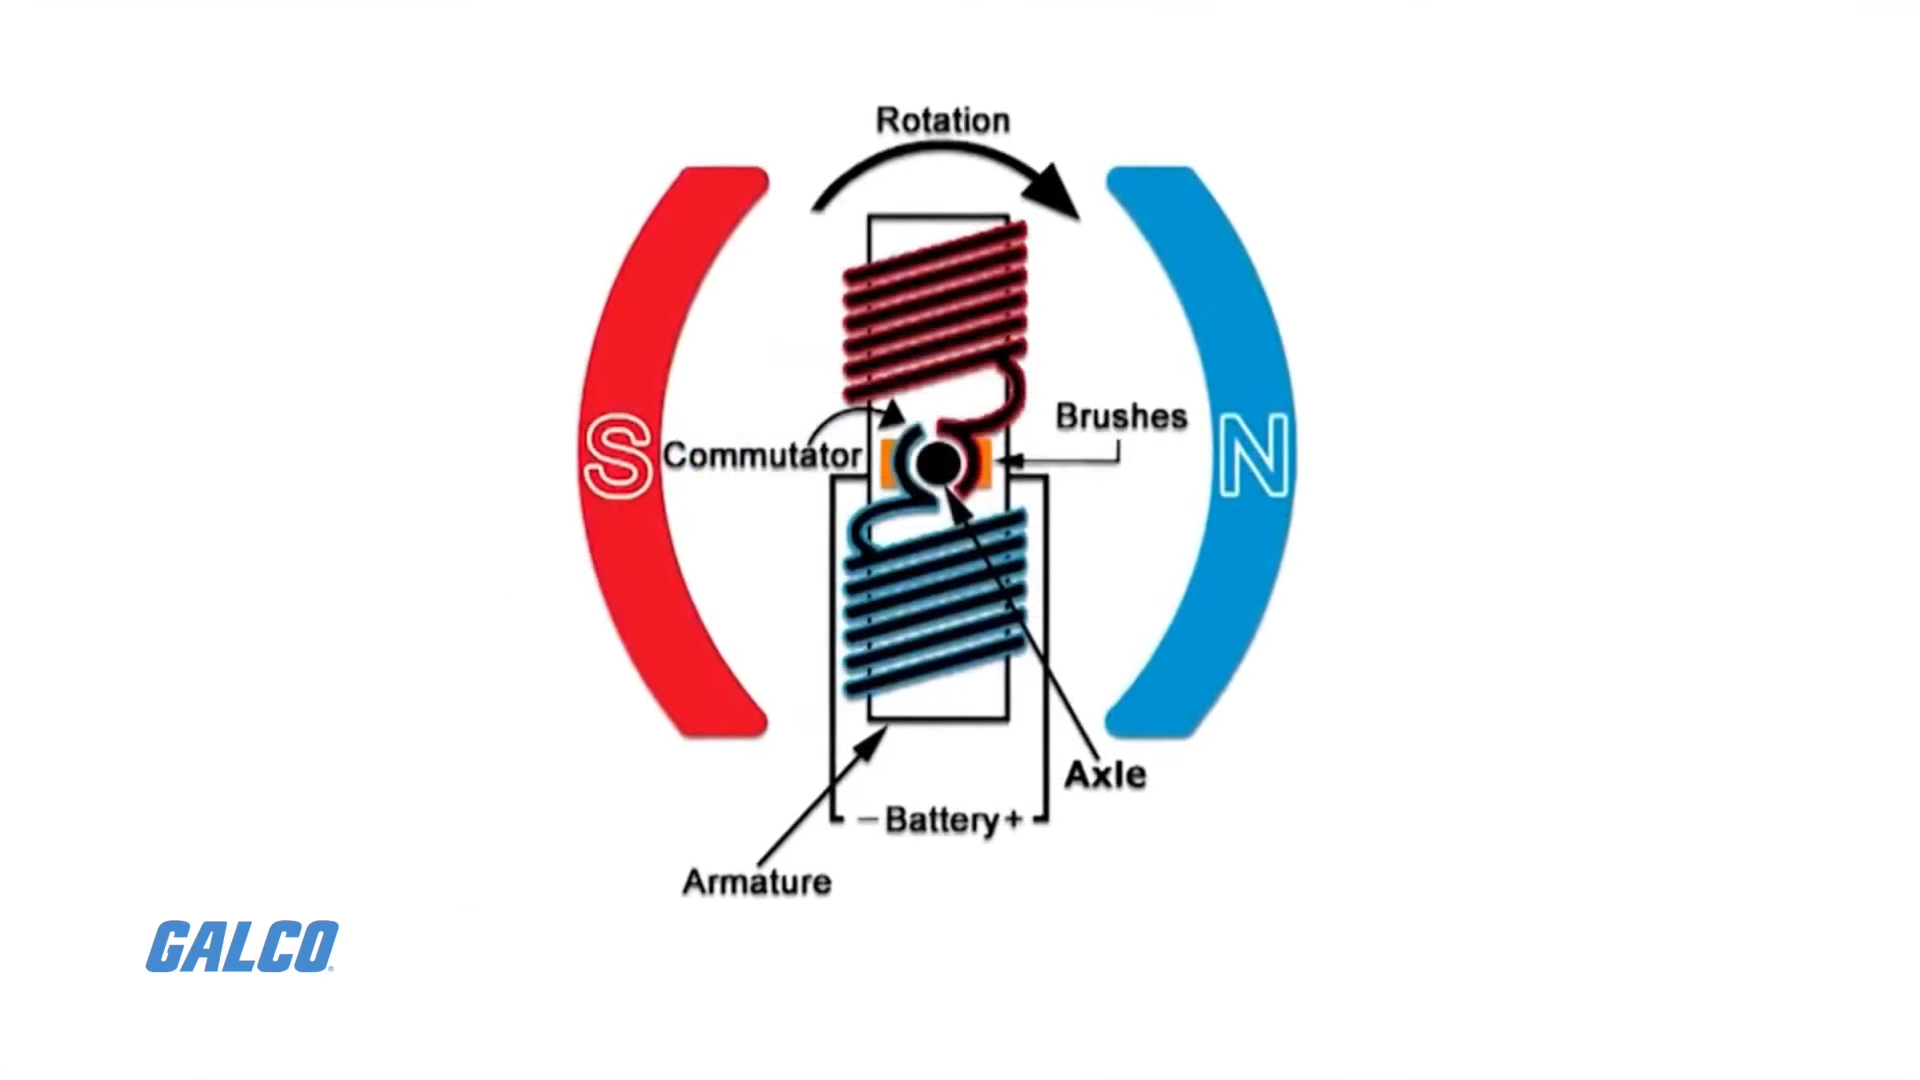 Rotation
Brushes
S
Commutator
N
Axle
– Battery +
Armature
GALCO®